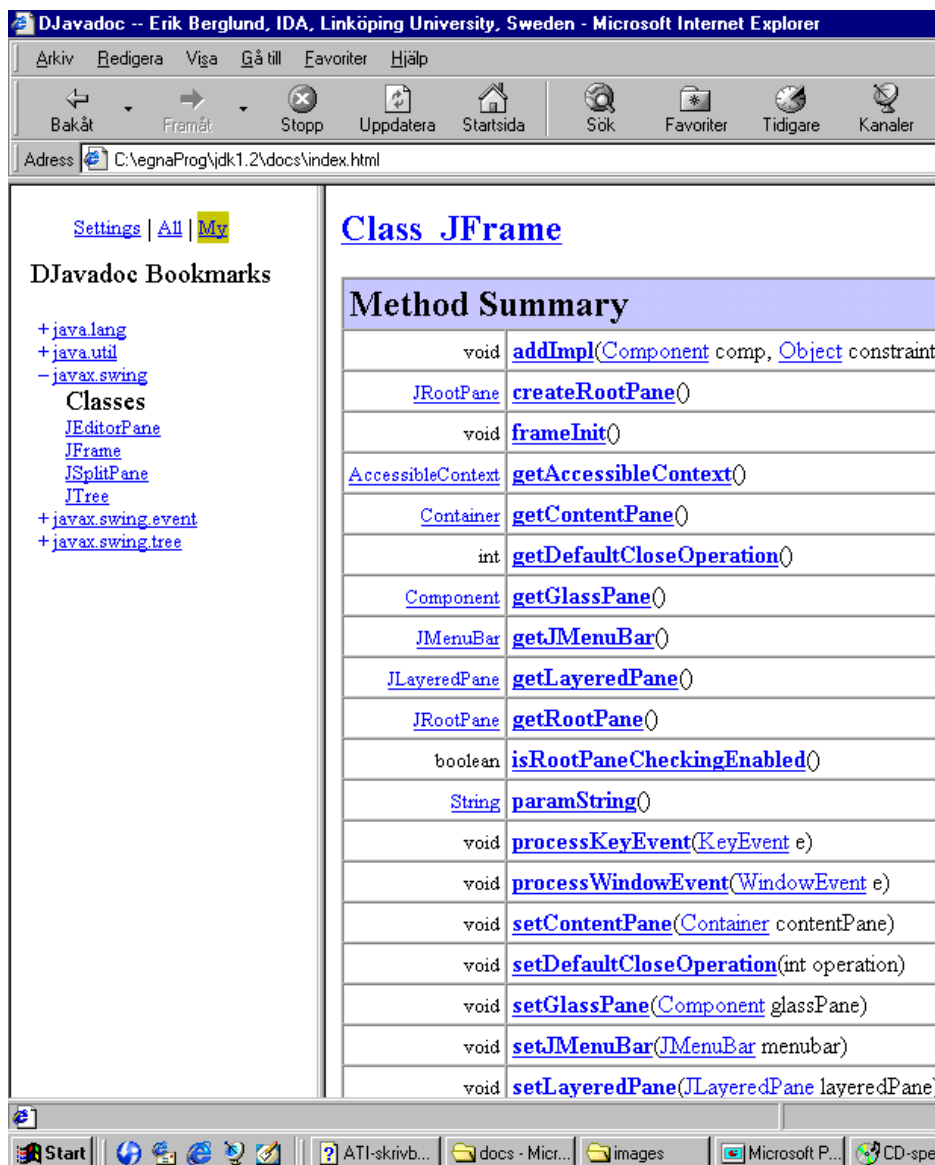 DJavadoc -- Erik Berglund, IDA, Linköping University, Sweden - Microsoft Internet Explorer
Arkiv Redigera Visa Gå till Favoriter Hjälp
Bakåt Framåt Stopp Uppdatera Startsida Sök Favoriter Tidigare Kanaler
Adress C:\egnaProg\jdk1.2\docs\index.html
Settings | All | My
DJavadoc Bookmarks
+java.lang
+java.util
−javax.swing
Classes
JEditorPane
JFrame
JSplitPane
JTree
+javax.swing.event
+javax.swing.tree
Class JFrame
Method Summary
void addImpl(Component comp, Object constraint
JRootPane createRootPane()
void frameInit()
AccessibleContext getAccessibleContext()
Container getContentPane()
int getDefaultCloseOperation()
Component getGlassPane()
JMenuBar getJMenuBar()
JLayeredPane getLayeredPane()
JRootPane getRootPane()
boolean isRootPaneCheckingEnabled()
String paramString()
void processKeyEvent(KeyEvent e)
void processWindowEvent(WindowEvent e)
void setContentPane(Container contentPane)
void setDefaultCloseOperation(int operation)
void setGlassPane(Component glassPane)
void setJMenuBar(JMenuBar menubar)
void setLayeredPane(JLayeredPane layeredPane)
Start ATI-skrivb... docs - Micr... images Microsoft P... CD-spe